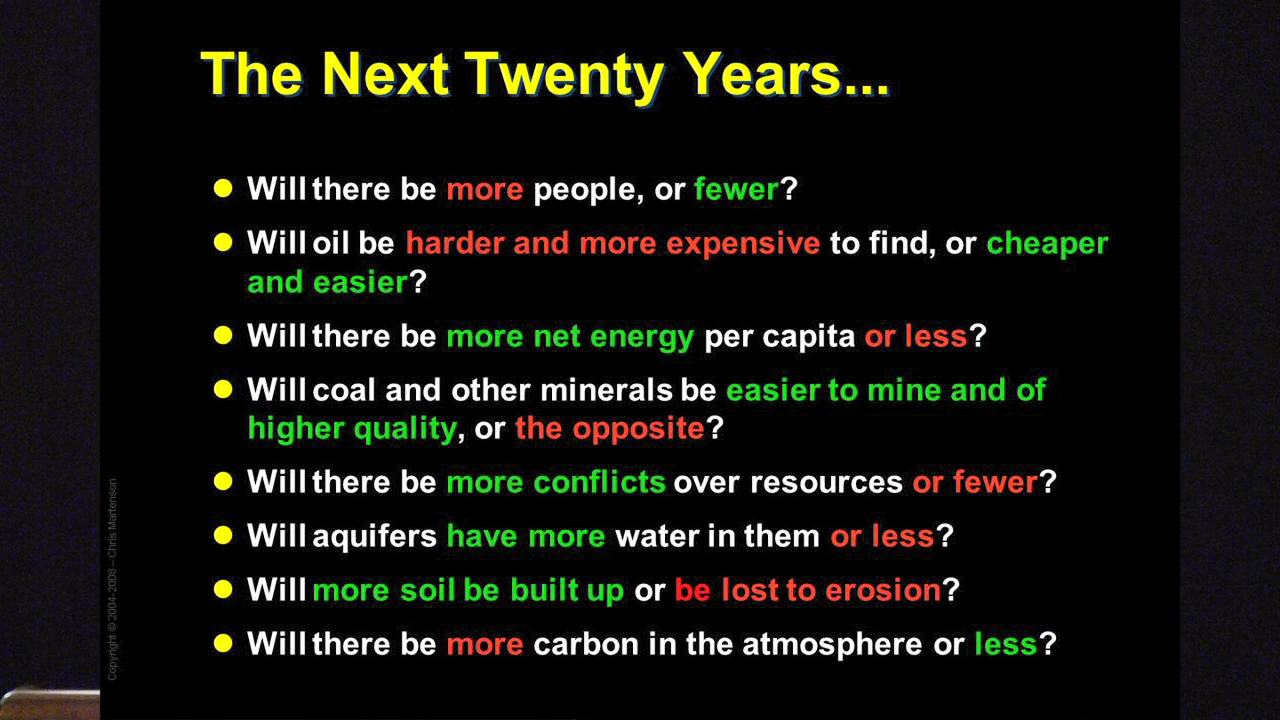 The Next Twenty Years...
Will there be more people, or fewer?
Will oil be harder and more expensive to find, or cheaper
and easier?
Will there be more net energy per capita or less?
Will coal and other minerals be easier to mine and of
higher quality, or the opposite?
Will there be more conflicts over resources or fewer?
Will aquifers have more water in them or less?
Will more soil be built up or be lost to erosion?
Will there be more carbon in the atmosphere or less?
Copyright © 2004-2008 – Chris Martenson